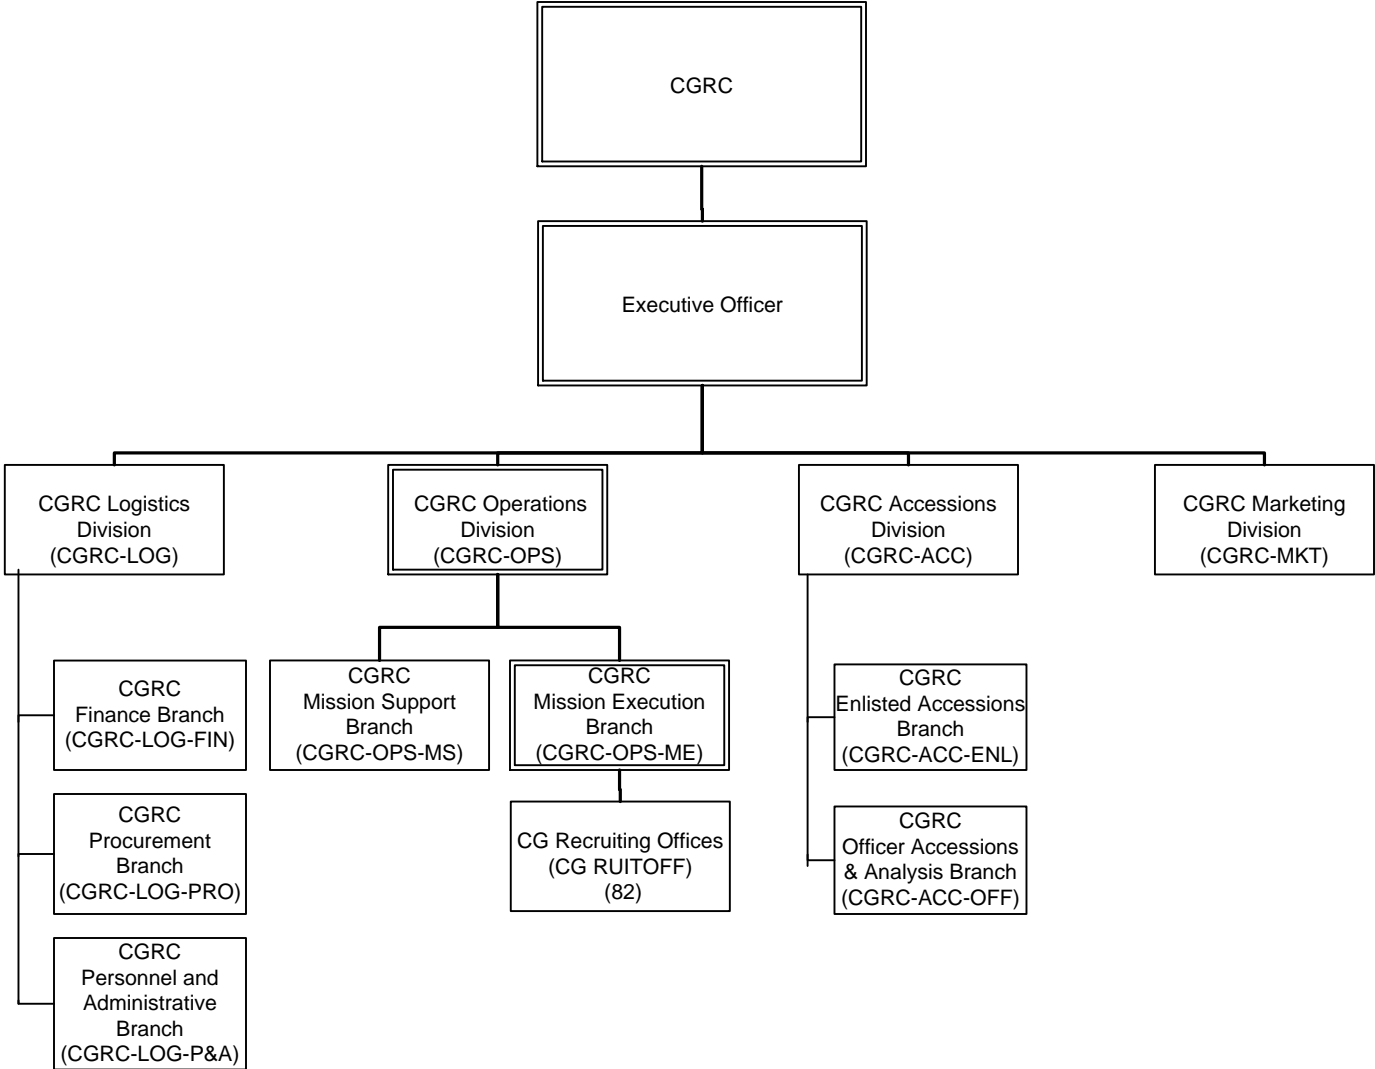 CGRC
Executive Officer
CGRC Logistics
Division
(CGRC-LOG)
CGRC Operations
Division
(CGRC-OPS)
CGRC Accessions
Division
(CGRC-ACC)
CGRC Marketing
Division
(CGRC-MKT)
CGRC
Finance Branch
(CGRC-LOG-FIN)
CGRC
Procurement
Branch
(CGRC-LOG-PRO)
CGRC
Personnel and
Administrative
Branch
(CGRC-LOG-P&A)
CGRC
Mission Support
Branch
(CGRC-OPS-MS)
CGRC
Mission Execution
Branch
(CGRC-OPS-ME)
CG Recruiting Offices
(CG RUITOFF)
(82)
CGRC
Enlisted Accessions
Branch
(CGRC-ACC-ENL)
CGRC
Officer Accessions
& Analysis Branch
(CGRC-ACC-OFF)